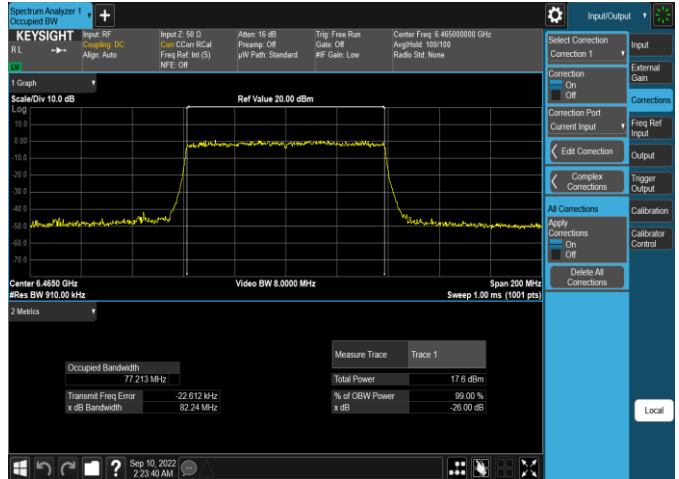 Spectrum Analyzer 1
Occupied BW
Input/Output
KEYSIGHT
R L
Input: RF
Coupling: DC
Align: Auto
Input Z: 50 Ω
Corr CCorr RCal
Freq Ref: Int (S)
NFE: Off
Atten: 16 dB
Preamp: Off
µW Path: Standard
Trig: Free Run
Gate: Off
#IF Gain: Low
Center Freq: 6.465000000 GHz
Avg|Hold: 100/100
Radio Std: None
1 Graph
Scale/Div 10.0 dB
Ref Value 20.00 dBm
Log
10.0
0.00
-10.0
-20.0
-30.0
-40.0
-50.0
-60.0
-70.0
Center 6.4650 GHz
#Res BW 910.00 kHz
Video BW 8.0000 MHz
Span 200 MHz
Sweep 1.00 ms (1001 pts)
2 Metrics
Occupied Bandwidth
77.213 MHz
Transmit Freq Error -22.612 kHz
x dB Bandwidth 82.24 MHz
Measure Trace Trace 1
Total Power 17.6 dBm
% of OBW Power 99.00 %
x dB -26.00 dB
Select Correction
Correction 1
Correction
On
Off
Correction Port
Current Input
Edit Correction
Complex
Corrections
All Corrections
Apply
Corrections
On
Off
Delete All
Corrections
Input
External
Gain
Corrections
Freq Ref
Input
Output
Trigger
Output
Calibration
Calibrator
Control
Local
Sep 10, 2022
2:23:40 AM